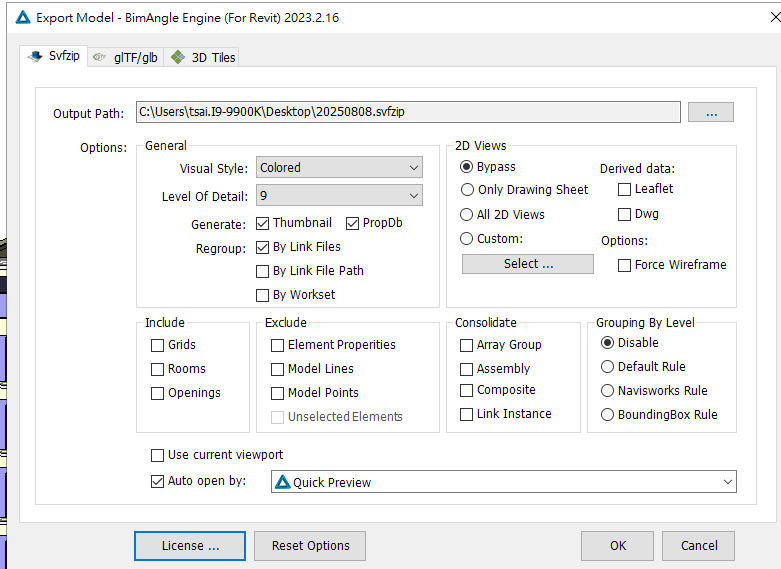 Export Model - BimAngle Engine (For Revit) 2023.2.16
Svfzip glTF/glb 3D Tiles
Output Path: C:\Users\tsai.I9-9900K\Desktop\20250808.svfzip ...
Options:
General
Visual Style: Colored
Level Of Detail: 9
Generate: Thumbnail PropDb
Regroup: By Link Files
By Link File Path
By Workset
2D Views
Bypass
Only Drawing Sheet
All 2D Views
Custom:
Select ...
Derived data:
Leaflet
Dwg
Options:
Force Wireframe
Include
Grids
Rooms
Openings
Exclude
Element Properities
Model Lines
Model Points
Unselected Elements
Consolidate
Array Group
Assembly
Composite
Link Instance
Grouping By Level
Disable
Default Rule
Navisworks Rule
BoundingBox Rule
Use current viewport
Auto open by: Quick Preview
License ... Reset Options OK Cancel